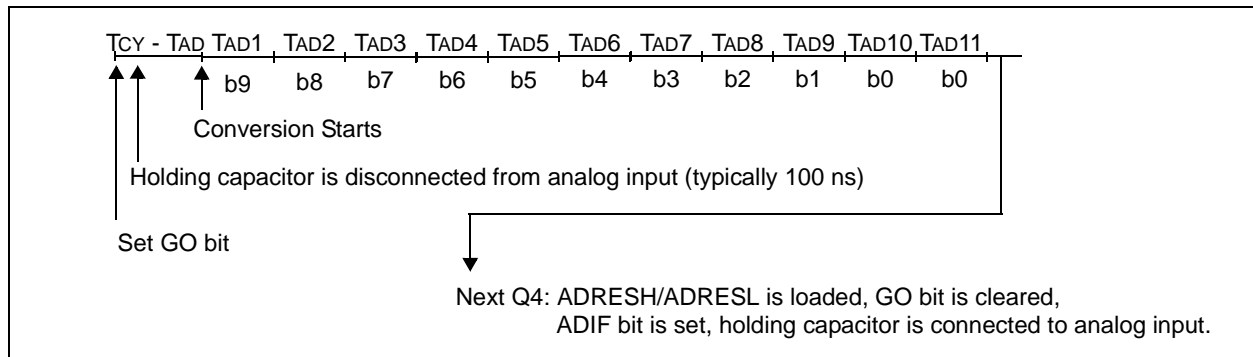 TCY - TAD TAD1 TAD2 TAD3 TAD4 TAD5 TAD6 TAD7 TAD8 TAD9 TAD10 TAD11
b9 b8 b7 b6 b5 b4 b3 b2 b1 b0 b0
Conversion Starts
Holding capacitor is disconnected from analog input (typically 100 ns)
Set GO bit
Next Q4: ADRESH/ADRESL is loaded, GO bit is cleared,
ADIF bit is set, holding capacitor is connected to analog input.